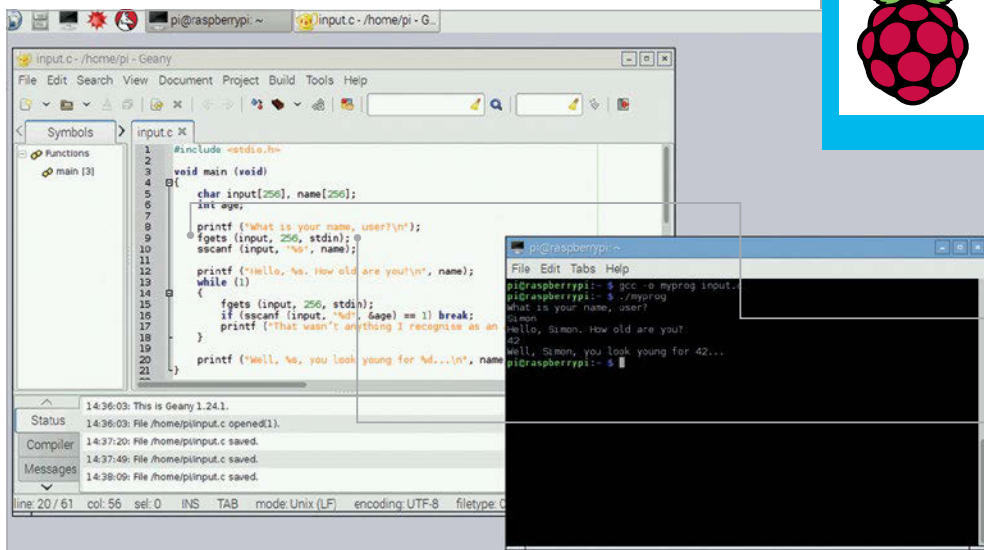 pi@raspberrypi: ~
input.c - /home/pi - G...
input.c - /home/pi - Geany
File Edit Search View Document Project Build Tools Help
Symbols
input.c
Functions
main [3]
1 #include <stdio.h>
2
3 void main (void)
4 {
5 char input[256], name[256];
6 int age;
7
8 printf ("What is your name, user?\n");
9 fgets (input, 256, stdin);
10 sscanf (input, "%s", name);
11
12 printf ("Hello, %s. How old are you?\n", name);
13 while (1)
14 {
15 fgets (input, 256, stdin);
16 if (sscanf (input, "%d", &age) == 1) break;
17 printf ("That wasn't anything I recognise as an
18 }
19
20 printf ("Well, %s, you look young for %d...\n", name
21 }
Status
Compiler
Messages
14:36:03: This is Geany 1.24.1.
14:36:03: File /home/pi/input.c opened(1).
14:37:20: File /home/pi/input.c saved.
14:37:49: File /home/pi/input.c saved.
14:38:09: File /home/pi/input.c saved.
line: 20 / 61 col: 56 sel: 0 INS TAB mode: Unix (LF) encoding: UTF-8 filetype:
pi@raspberrypi: ~
File Edit Tabs Help
pi@raspberrypi:~ $ gcc -o myprog input.c
pi@raspberrypi:~ $ ./myprog
What is your name, user?
Simon
Hello, Simon. How old are you?
42
Well, Simon, you look young for 42...
pi@raspberrypi:~ $